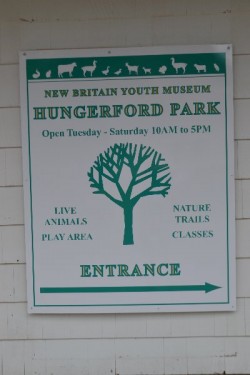 NEW BRITAIN YOUTH MUSEUM
HUNGERFORD PARK
Open Tuesday - Saturday 10AM to 5PM
LIVE
ANIMALS
PLAY AREA
NATURE
TRAILS
CLASSES
ENTRANCE